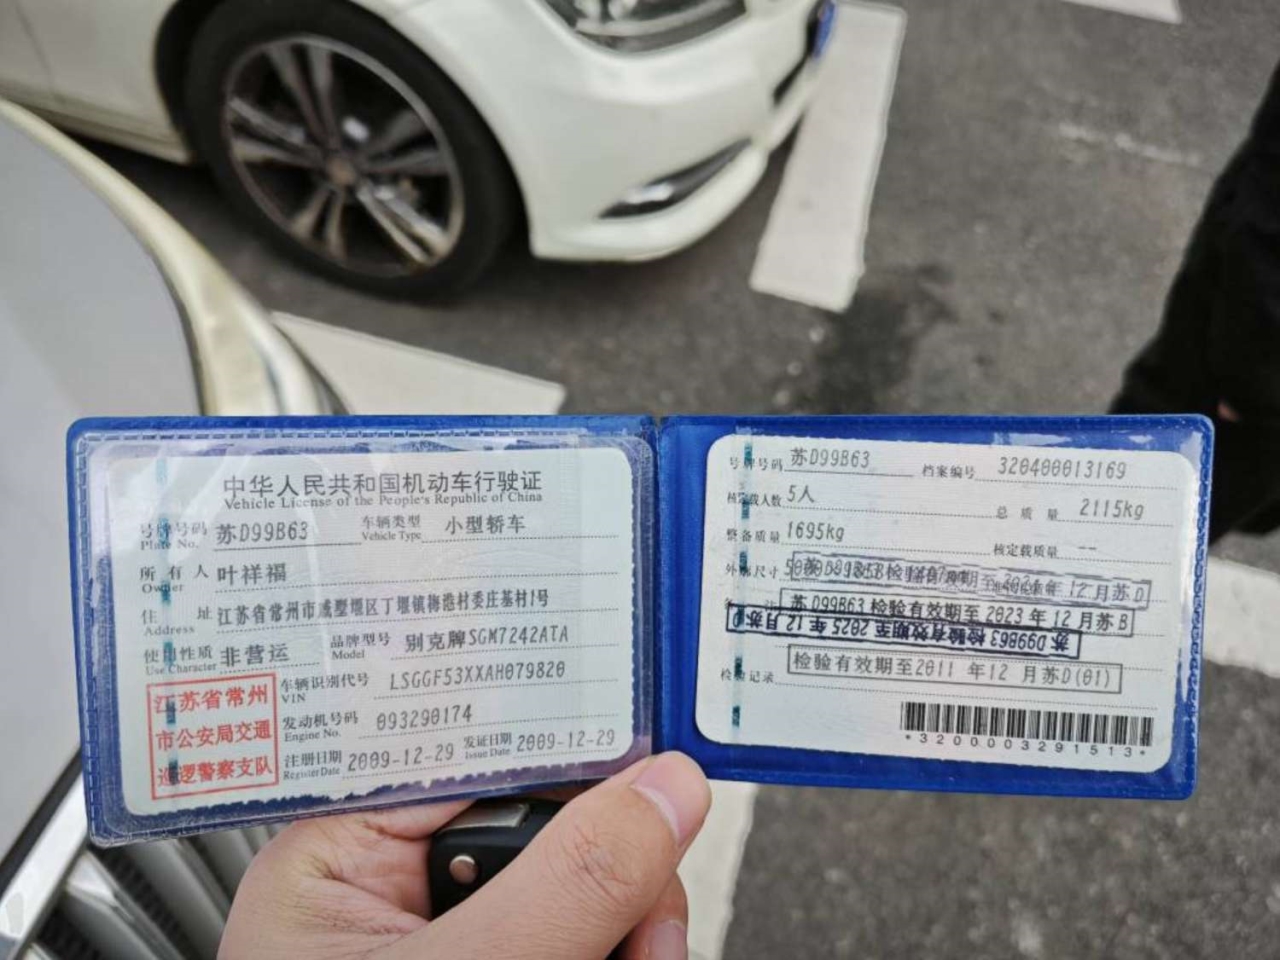 中华人民共和国机动车行驶证
Vehicle License of the People's Republic of China
号牌号码 苏D99B63 车辆类型 小型轿车
Plate No. Vehicle Type
所有人 叶祥福
Owner
住址 江苏省常州市戚墅堰区丁堰镇梅港村委庄基村1号
Address
使用性质 非营运 品牌型号 别克牌SGM7242ATA
Use Character Model
江苏省常州
市公安局交通
巡逻警察支队
车辆识别代号 LSGGF53XXAH079820
VIN
发动机号码 093290174
Engine No.
注册日期 2009-12-29 发证日期 2009-12-29
Register Date Issue Date
号牌号码 苏D99B63 档案编号 320400013169
核定载人数 5人 总质量 2115kg
整备质量 1695kg 核定载质量 --
外廓尺寸
12月苏D
苏D99B63 检验有效期至 2023 年 12 月苏B
苏D99B63 检验有效期至 2025 年 12 月苏D
检验有效期至2011 年12 月苏D(01)
检验记录
*3200003291513*